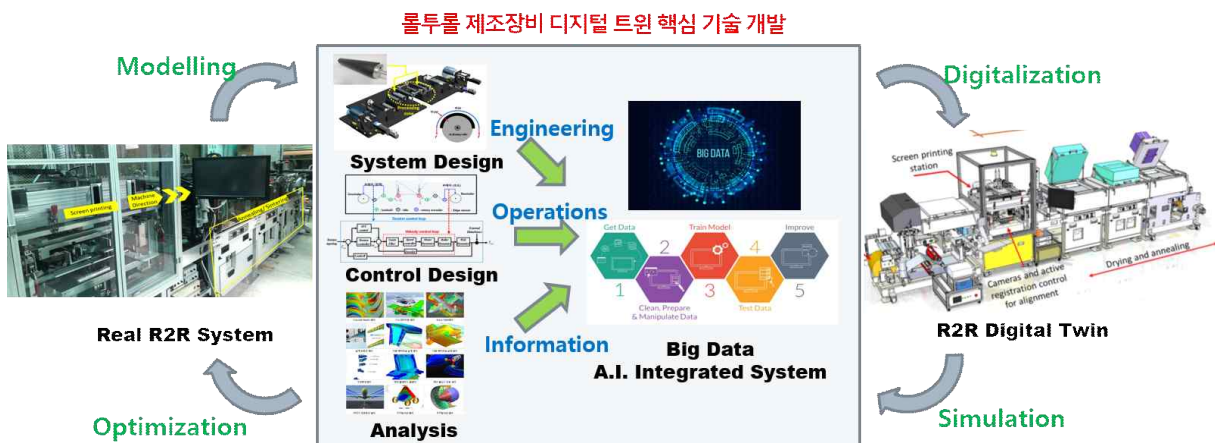 롤투롤 제조장비 디지털 트윈 핵심 기술 개발
Modelling
Digitalization
Screen printing
Machine
Direction
Annealing/ Sintering
Real R2R System
Optimization
System Design
Control Design
Analysis
Engineering
Operations
Information
BIG DATA
Get Data
Train Model
Improve
1
2
3
4
5
Clean, Prepare
& Manipulate Data
Test Data
Big Data
A.I. Integrated System
Screen printing
station
Drying and annealing
Cameras and active
registration control
for alignment
R2R Digital Twin
Simulation